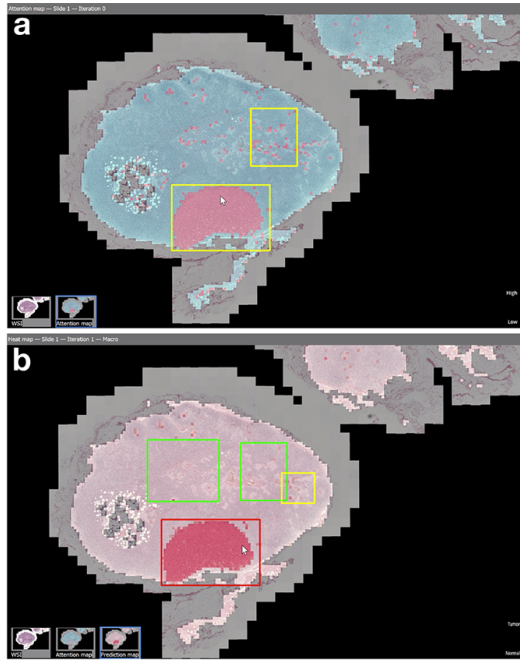 Attention map — Slide 1 — Iteration 0
a
High
Low
WSI
Attention map
Heat map — Slide 1 — Iteration 1 — Macro
b
Tumor
Normal
WSI
Attention map
Prediction map